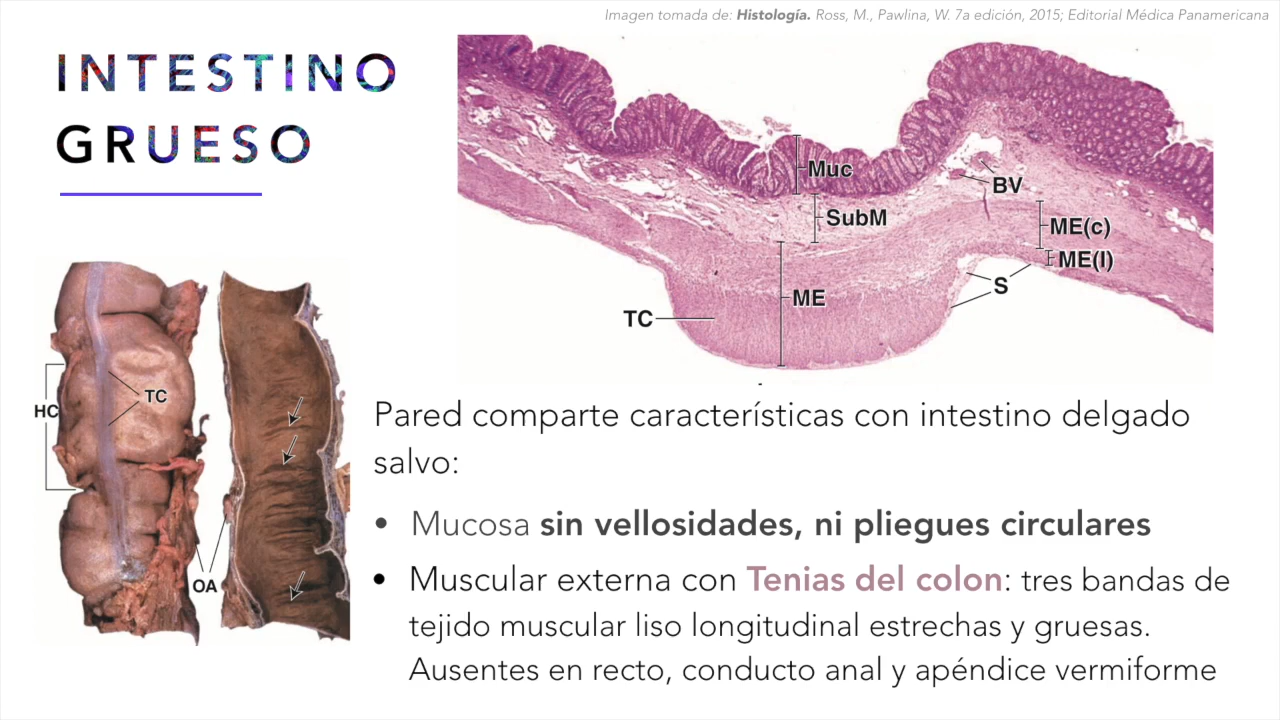 Imagen tomada de: Histología. Ross, M., Pawlina, W. 7a edición, 2015; Editorial Médica Panamericana
INTESTINO
GRUESO
Muc
BV
SubM
ME(c)
ME(l)
S
ME
TC
TC
HC
OA
Pared comparte características con intestino delgado
salvo:
• Mucosa sin vellosidades, ni pliegues circulares
• Muscular externa con Tenias del colon: tres bandas de
tejido muscular liso longitudinal estrechas y gruesas.
Ausentes en recto, conducto anal y apéndice vermiforme